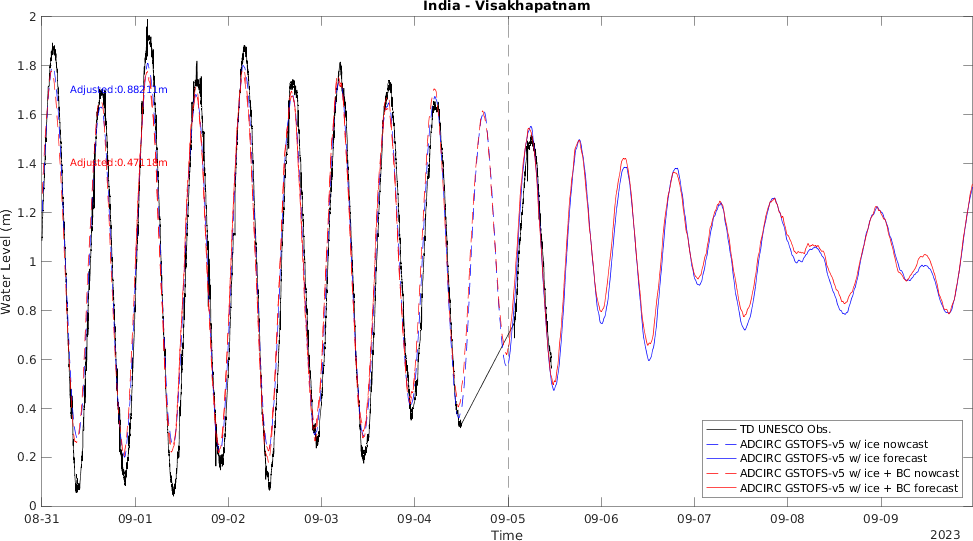 India - Visakhapatnam
Water Level (m)
2
1.8
1.6
1.4
1.2
1
0.8
0.6
0.4
0.2
0
Adjusted:0.88211m
Adjusted:0.47118m
TD UNESCO Obs.
ADCIRC GSTOFS-v5 w/ ice nowcast
ADCIRC GSTOFS-v5 w/ ice forecast
ADCIRC GSTOFS-v5 w/ ice + BC nowcast
ADCIRC GSTOFS-v5 w/ ice + BC forecast
08-31 09-01 09-02 09-03 09-04 09-05 09-06 09-07 09-08 09-09
Time
2023